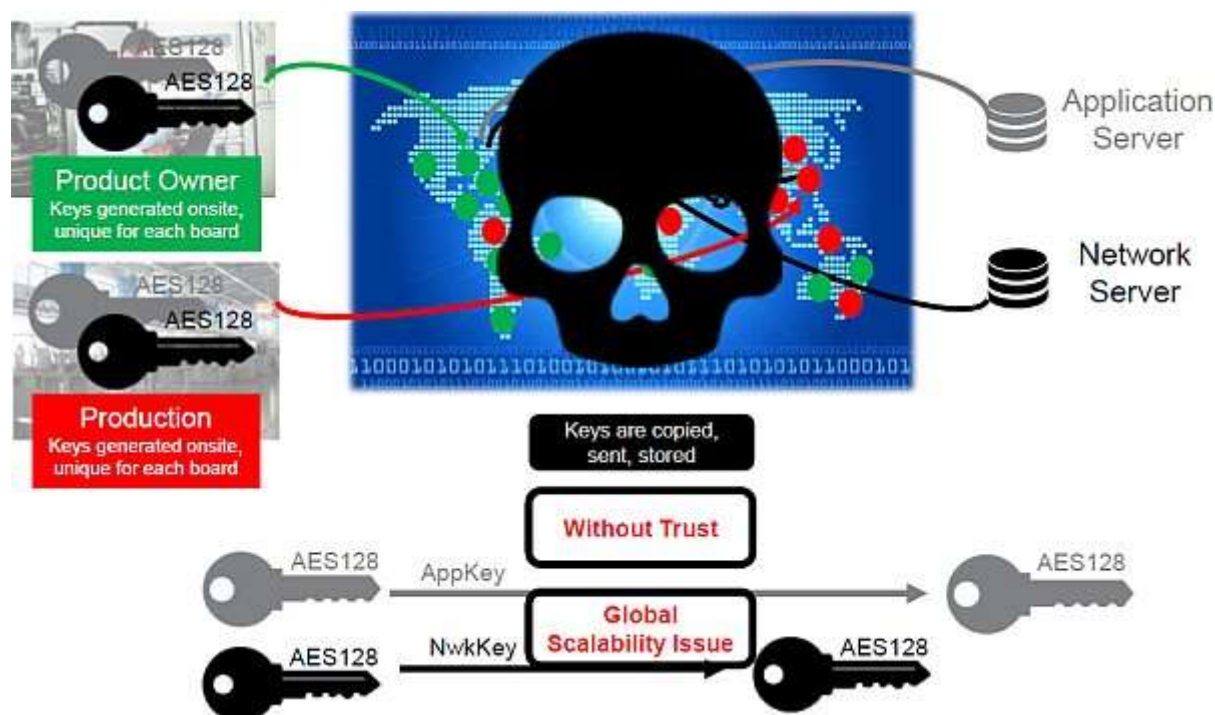 AES128
AES128
Product Owner
Keys generated onsite,
unique for each board
AES128
AES128
Production
Keys generated onsite,
unique for each board
Application
Server
Network
Server
110001010101110101010001010101011000101
Keys are copied,
sent, stored
Without Trust
AES128
AppKey
AES128
Global
Scalability Issue
AES128
NwkKey
AES128